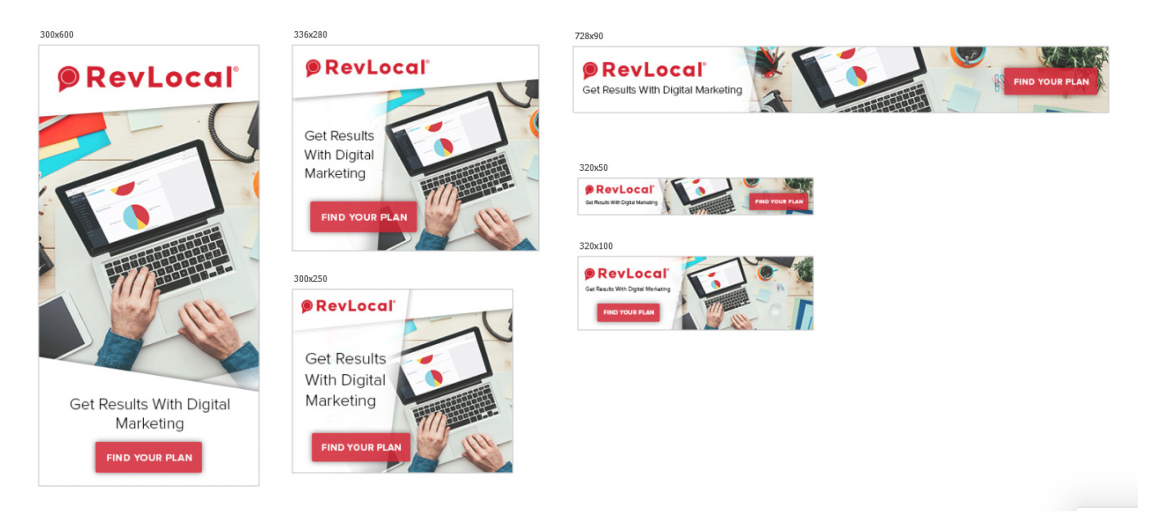 300x600
RevLocal®
Get Results With Digital
Marketing
FIND YOUR PLAN
336x280
RevLocal®
Get Results
With Digital
Marketing
FIND YOUR PLAN
300x250
RevLocal®
Get Results
With Digital
Marketing
FIND YOUR PLAN
728x90
RevLocal®
Get Results With Digital Marketing
FIND YOUR PLAN
320x50
RevLocal®
Get Results With Digital Marketing
FIND YOUR PLAN
320x100
RevLocal®
Get Results With Digital Marketing
FIND YOUR PLAN